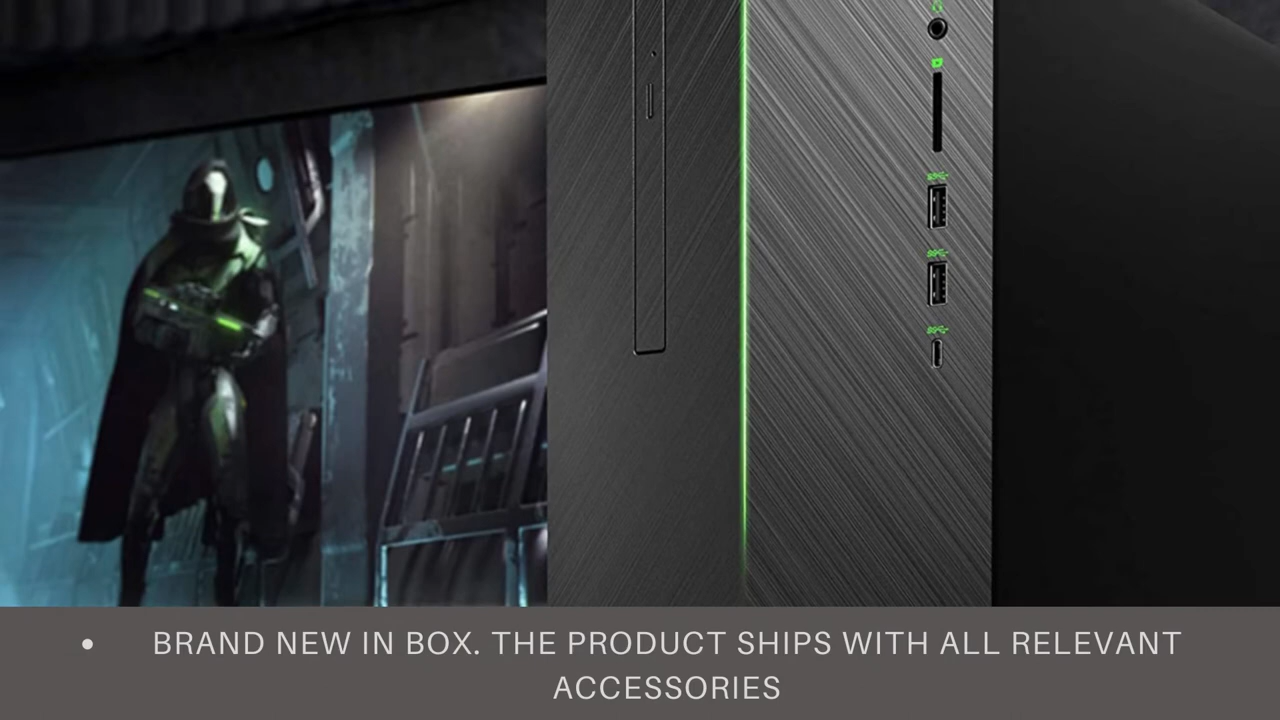 • BRAND NEW IN BOX. THE PRODUCT SHIPS WITH ALL RELEVANT
ACCESSORIES